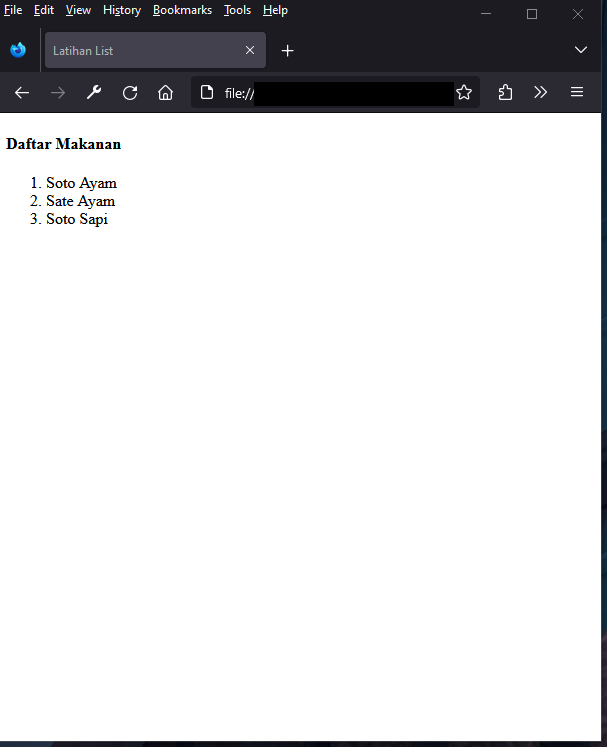 File Edit View History Bookmarks Tools Help
Latihan List
file://
Daftar Makanan
1. Soto Ayam
2. Sate Ayam
3. Soto Sapi